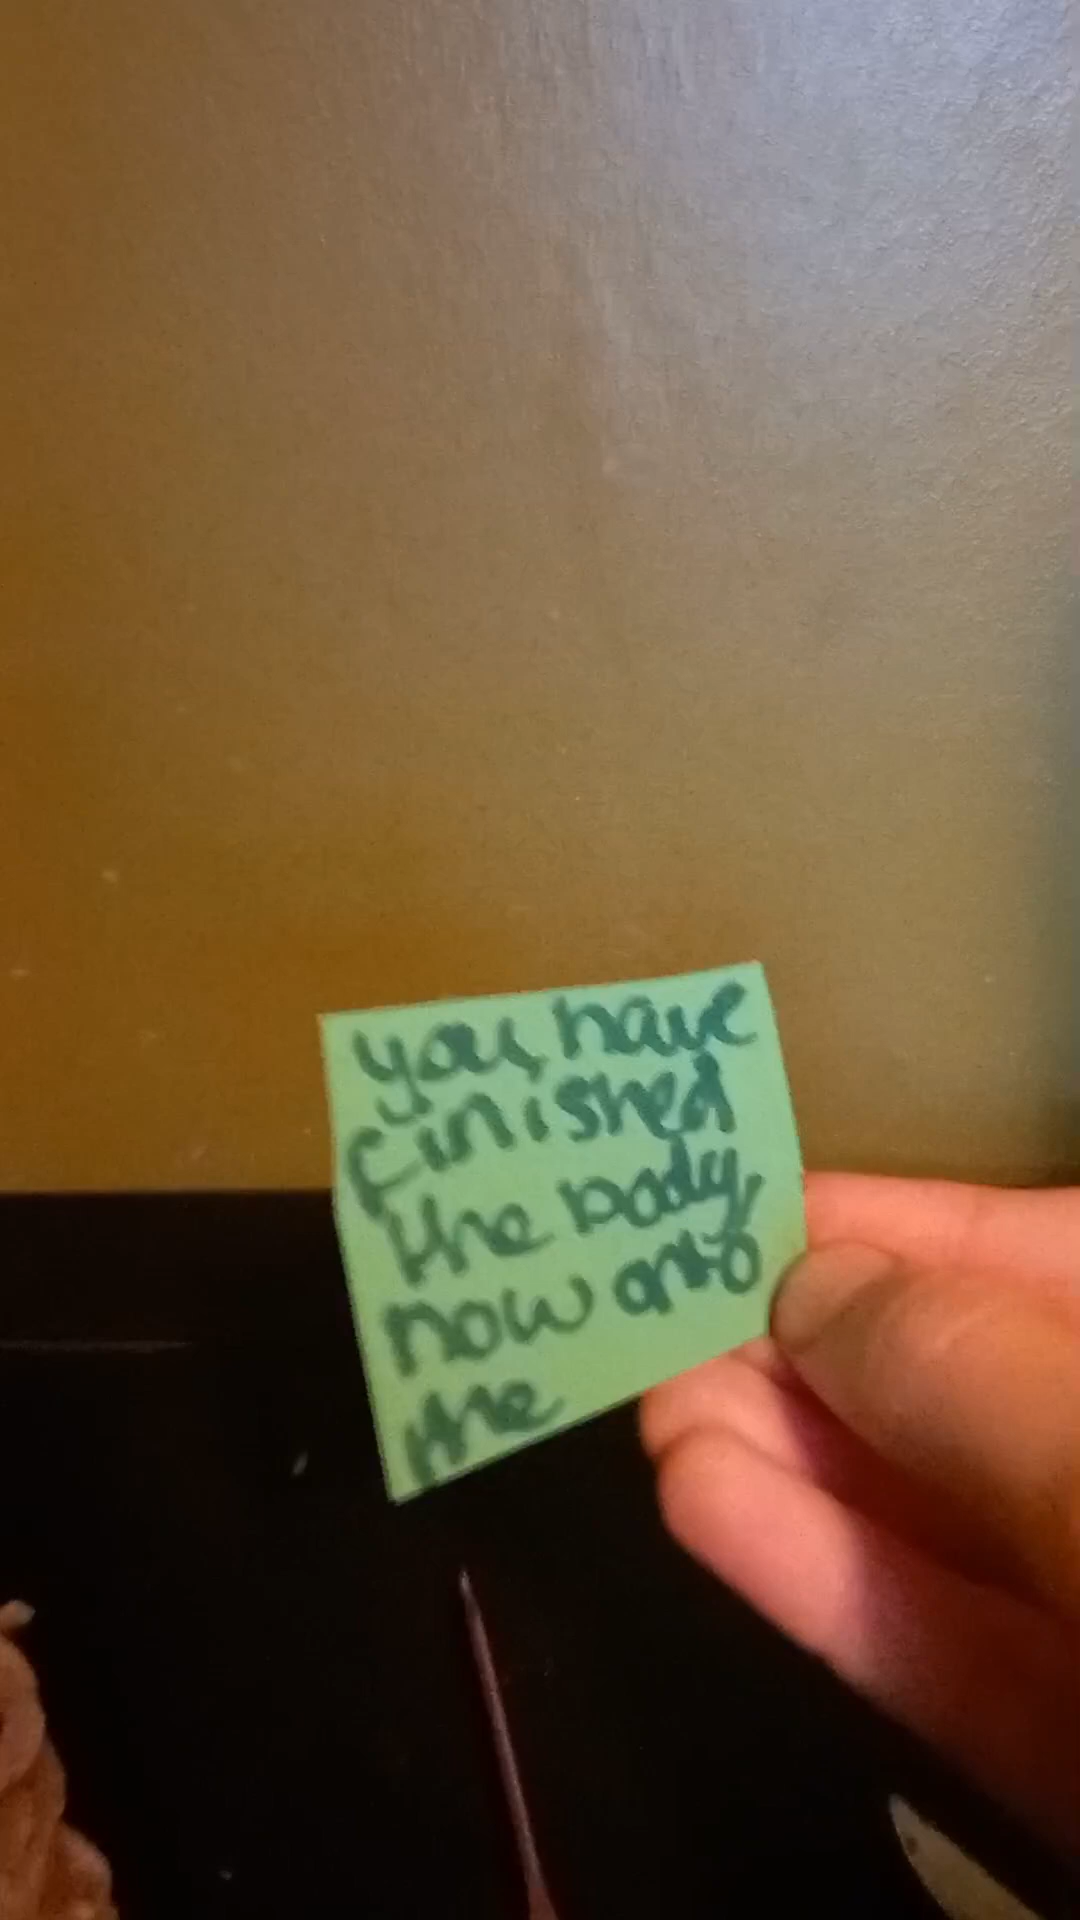 you have
finished
the body,
now onto
the